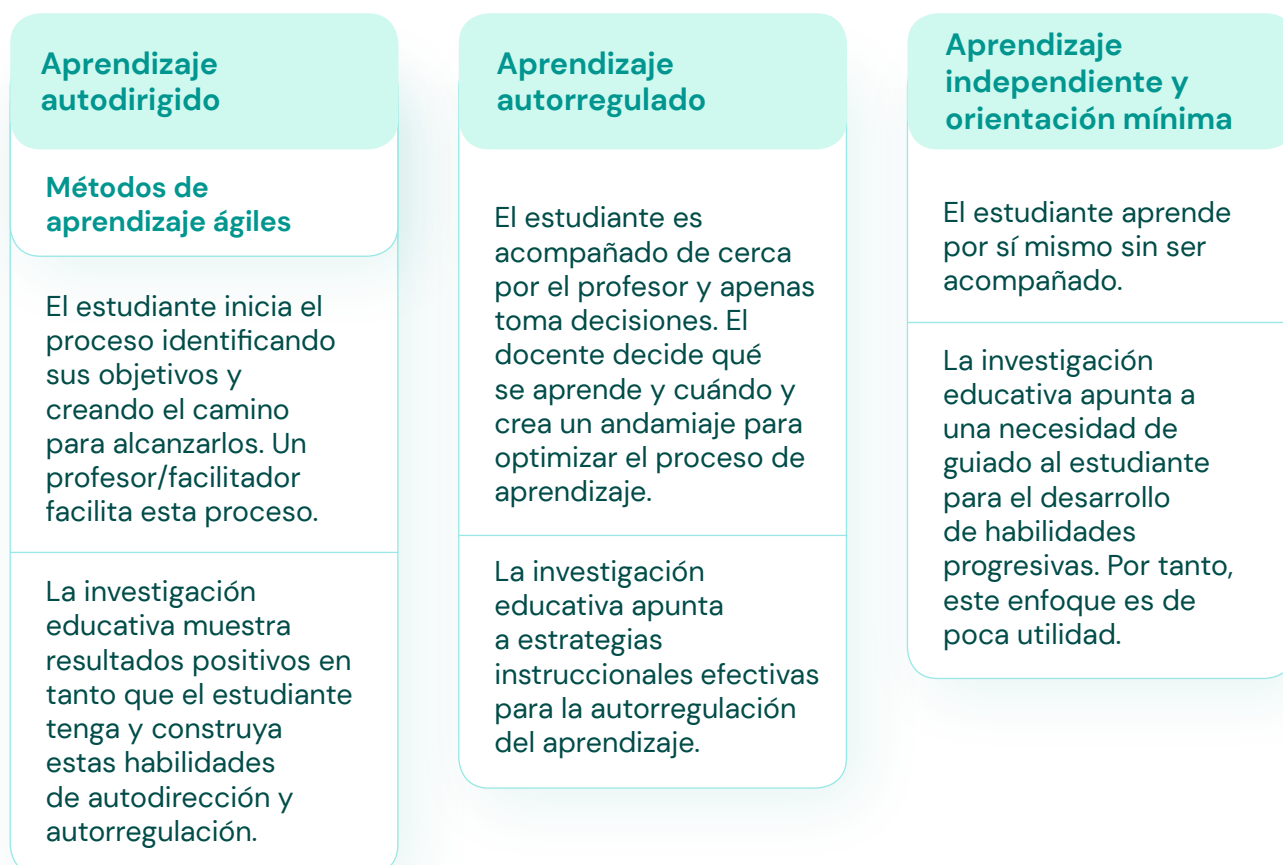 Aprendizaje
autodirigido
Métodos de
aprendizaje ágiles
El estudiante inicia el
proceso identificando
sus objetivos y
creando el camino
para alcanzarlos. Un
profesor/facilitador
facilita esta proceso.
La investigación
educativa muestra
resultados positivos en
tanto que el estudiante
tenga y construya
estas habilidades
de autodirección y
autorregulación.
Aprendizaje
autorregulado
El estudiante es
acompañado de cerca
por el profesor y apenas
toma decisiones. El
docente decide qué
se aprende y cuándo y
crea un andamiaje para
optimizar el proceso de
aprendizaje.
La investigación
educativa apunta
a estrategias
instruccionales efectivas
para la autorregulación
del aprendizaje.
Aprendizaje
independiente y
orientación mínima
El estudiante aprende
por sí mismo sin ser
acompañado.
La investigación
educativa apunta a
una necesidad de
guiado al estudiante
para el desarrollo
de habilidades
progresivas. Por tanto,
este enfoque es de
poca utilidad.